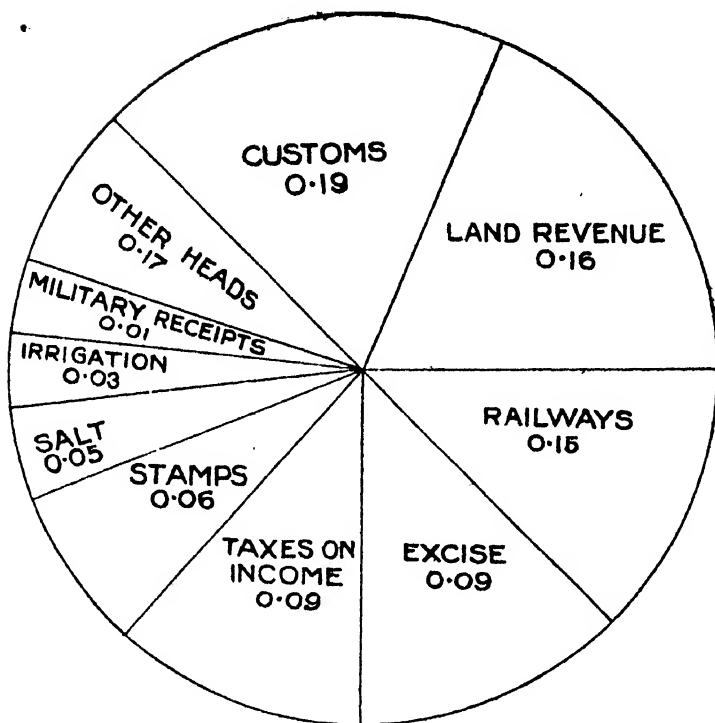 CUSTOMS
0·19
LAND REVENUE
0·16
OTHER HEADS
0·17
MILITARY RECEIPTS
0·01
IRRIGATION
0·03
SALT
0·05
STAMPS
0·06
TAXES ON
INCOME
0·09
EXCISE
0·09
RAILWAYS
0·15